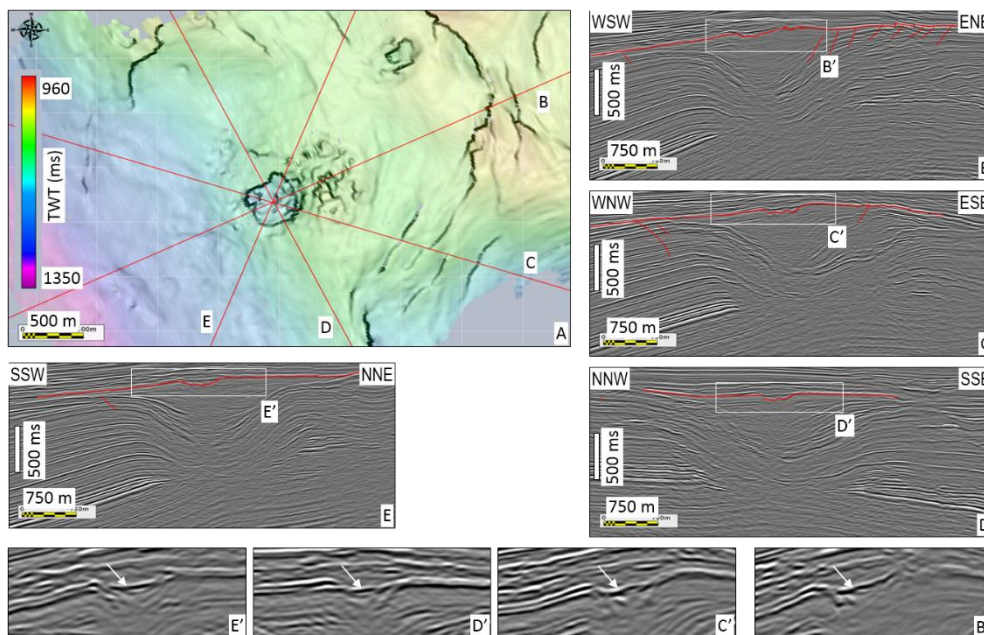 960
TWT (ms)
1350
500 m
B
C
D
E
A
WSW
ENE
B'
500 ms
750 m
WNW
ESE
C'
500 ms
750 m
SSW
NNE
E'
500 ms
750 m
E
NNW
SSE
D'
500 ms
750 m
D
E'
D'
C'
B